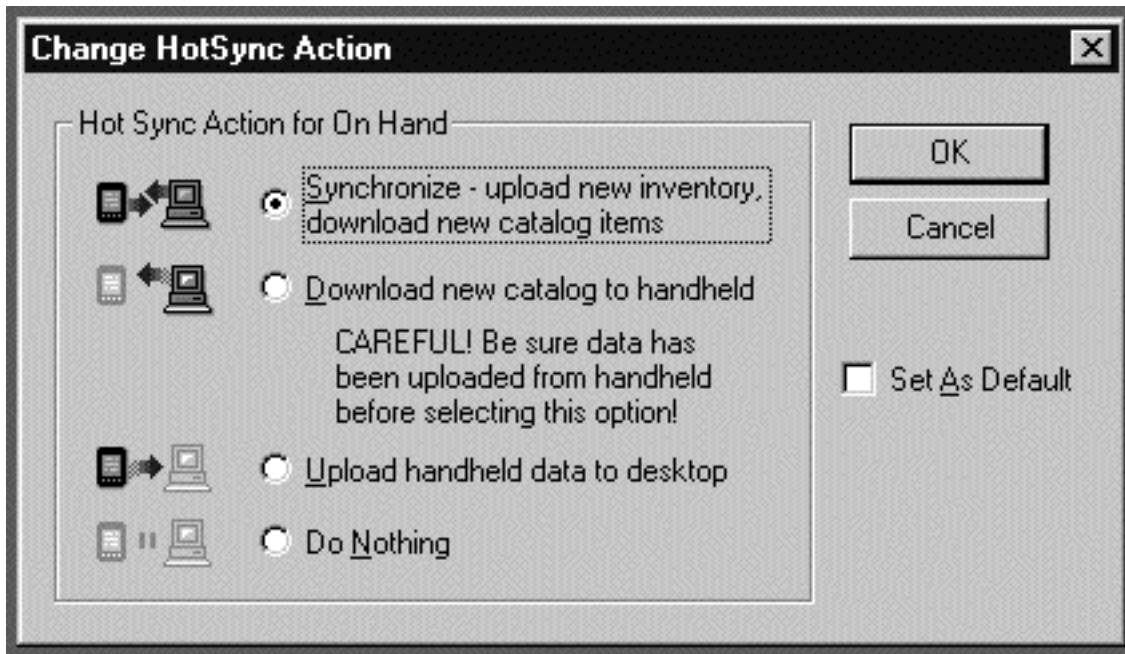 Change HotSync Action
Hot Sync Action for On Hand
Synchronize - upload new inventory,
download new catalog items
Download new catalog to handheld
CAREFUL! Be sure data has
been uploaded from handheld
before selecting this option!
Upload handheld data to desktop
Do Nothing
OK
Cancel
Set As Default